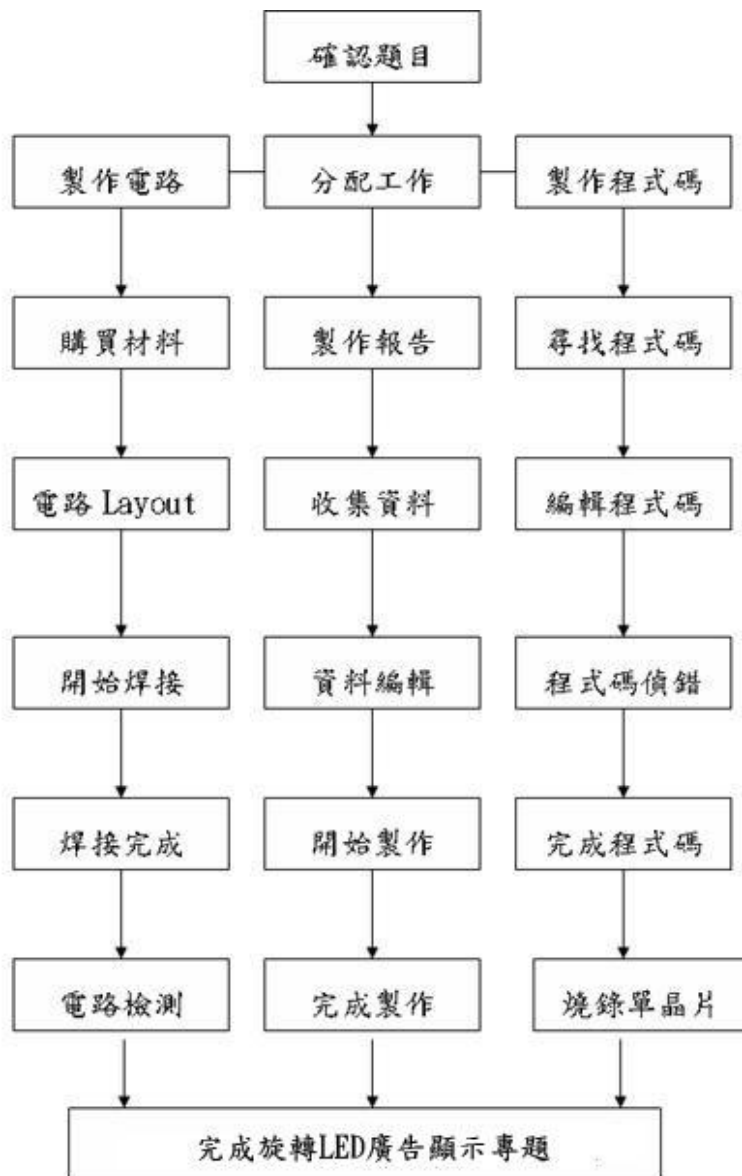 確認題目
製作電路
分配工作
製作程式碼
購買材料
製作報告
尋找程式碼
電路 Layout
收集資料
編輯程式碼
開始焊接
資料編輯
程式碼偵錯
焊接完成
開始製作
完成程式碼
電路檢測
完成製作
燒錄單晶片
完成旋轉LED廣告顯示專題